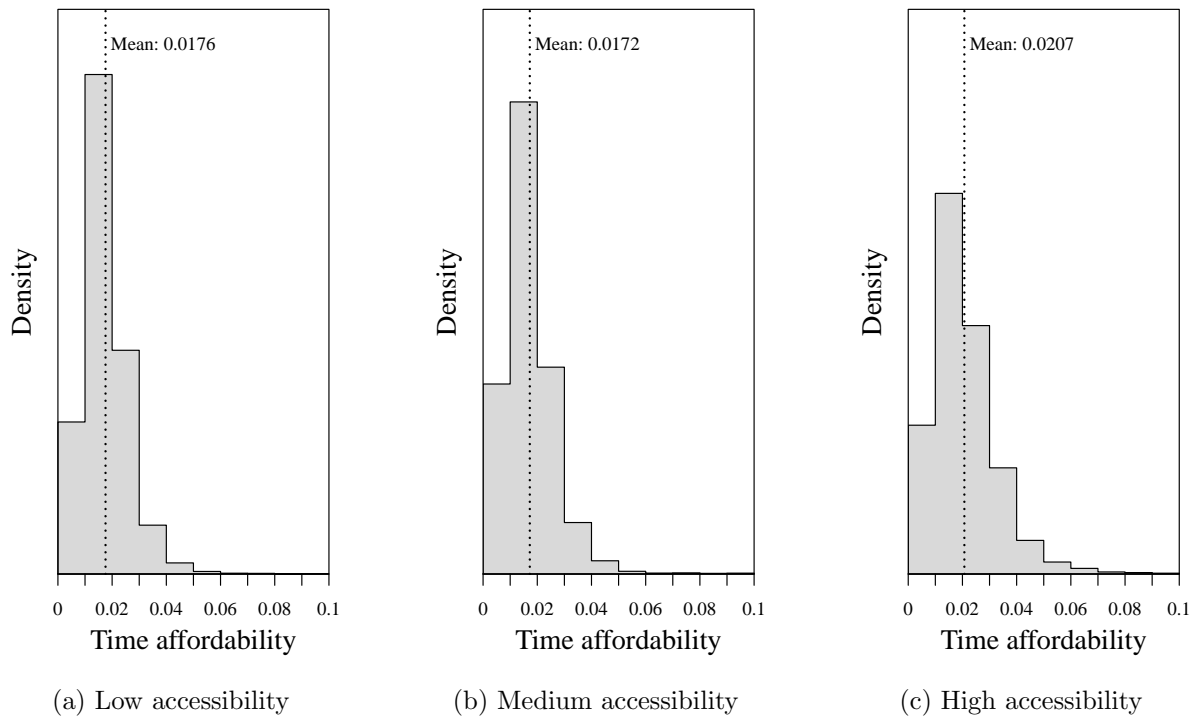 Mean: 0.0176
Density
0 0.02 0.04 0.06 0.08 0.1
Time affordability
(a) Low accessibility
Mean: 0.0172
Density
0 0.02 0.04 0.06 0.08 0.1
Time affordability
(b) Medium accessibility
Mean: 0.0207
Density
0 0.02 0.04 0.06 0.08 0.1
Time affordability
(c) High accessibility